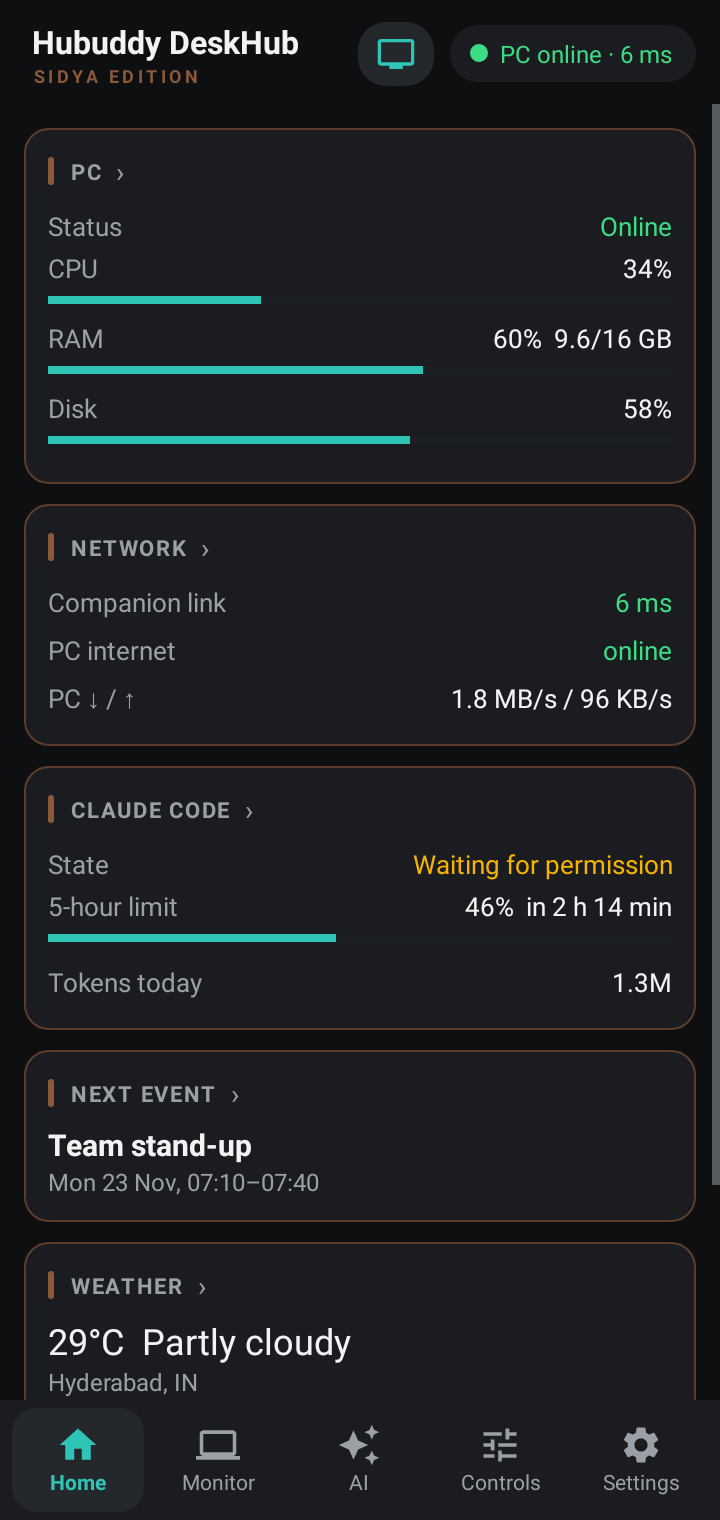 Hubuddy DeskHub
SIDYA EDITION
PC online · 6 ms
PC ›
Status Online
CPU 34%
RAM 60% 9.6/16 GB
Disk 58%
NETWORK ›
Companion link 6 ms
PC internet online
PC ↓ / ↑ 1.8 MB/s / 96 KB/s
CLAUDE CODE ›
State Waiting for permission
5-hour limit 46% in 2 h 14 min
Tokens today 1.3M
NEXT EVENT ›
Team stand-up
Mon 23 Nov, 07:10–07:40
WEATHER ›
29°C Partly cloudy
Hyderabad, IN
Home Monitor AI Controls Settings